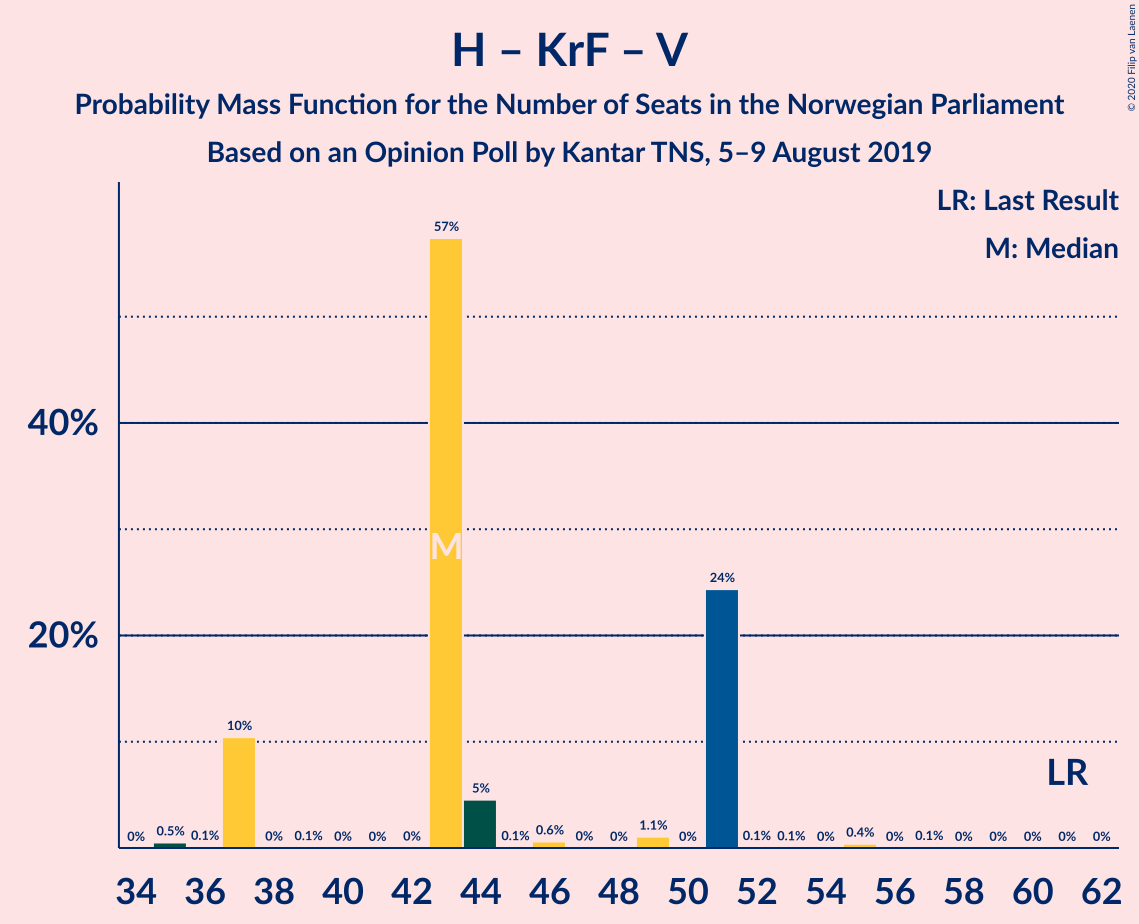 H – KrF – V
Probability Mass Function for the Number of Seats in the Norwegian Parliament
Based on an Opinion Poll by Kantar TNS, 5–9 August 2019
© 2020 Filip van Laenen
LR: Last Result
M: Median
57%
40%
M
24%
20%
10%
LR
5%
0% 0.5% 0.1% 0% 0.1% 0% 0% 0% 0.1% 0.6% 0% 0% 1.1% 0% 0.1% 0.1% 0% 0.4% 0% 0.1% 0% 0% 0% 0% 0%
34 36 38 40 42 44 46 48 50 52 54 56 58 60 62